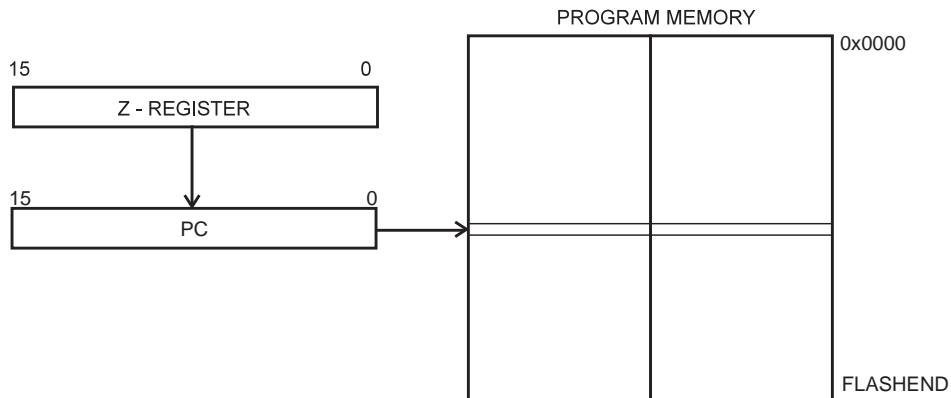 PROGRAM MEMORY
0x0000
15 0
Z - REGISTER
15 0
PC
FLASHEND